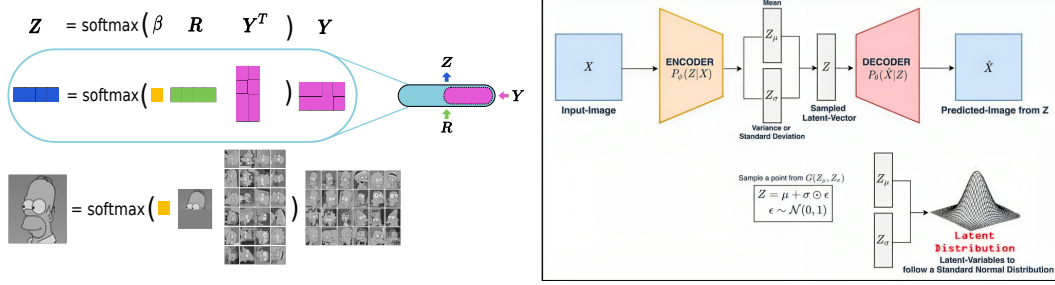 Z = softmax( β R Y^T ) Y
= softmax( )
Z
Y
R
= softmax( )
X
Input-Image
ENCODER
P_φ(Z|X)
Mean
Z_μ
Z_σ
Variance or
Standard Deviation
Z
Sampled
Latent-Vector
DECODER
P_θ(X̂|Z)
X̂
Predicted-Image from Z
Sample a point from G(Z_μ, Z_σ)
Z = μ + σ ⊙ ϵ
ϵ ∼ 𝒩(0, 1)
Z_μ
Z_σ
Latent
Distribution
Latent-Variables to
follow a Standard Normal Distribution